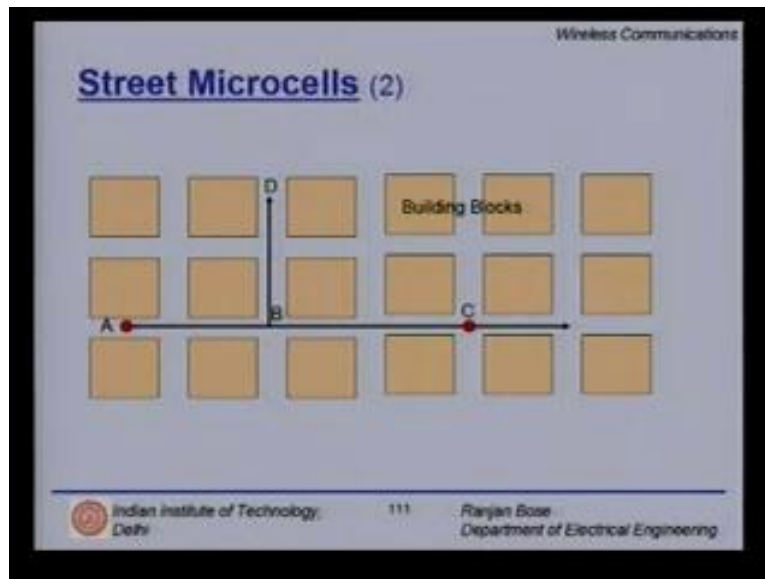 Wireless Communications
Street Microcells (2)
D
Building Blocks
A
B
C
Indian Institute of Technology,
Delhi
111
Ranjan Bose
Department of Electrical Engineering